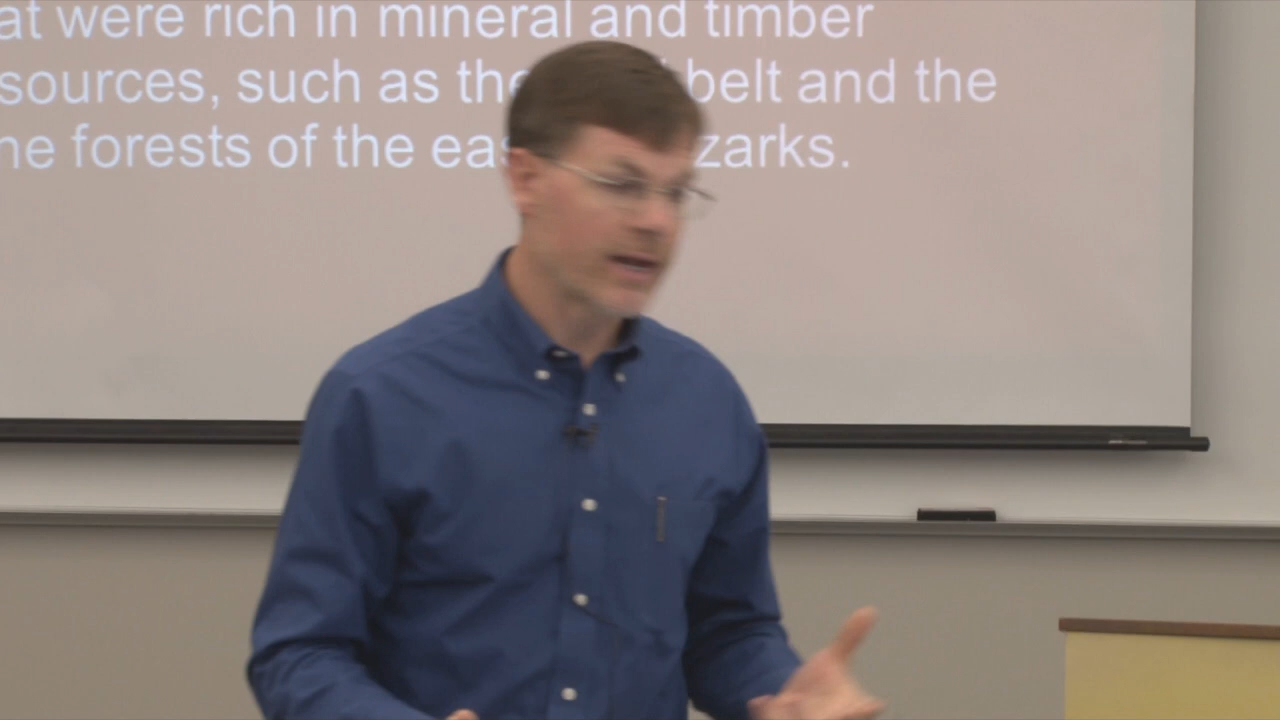 at were rich in mineral and timber
sources, such as the belt and the
he forests of the eas zarks.